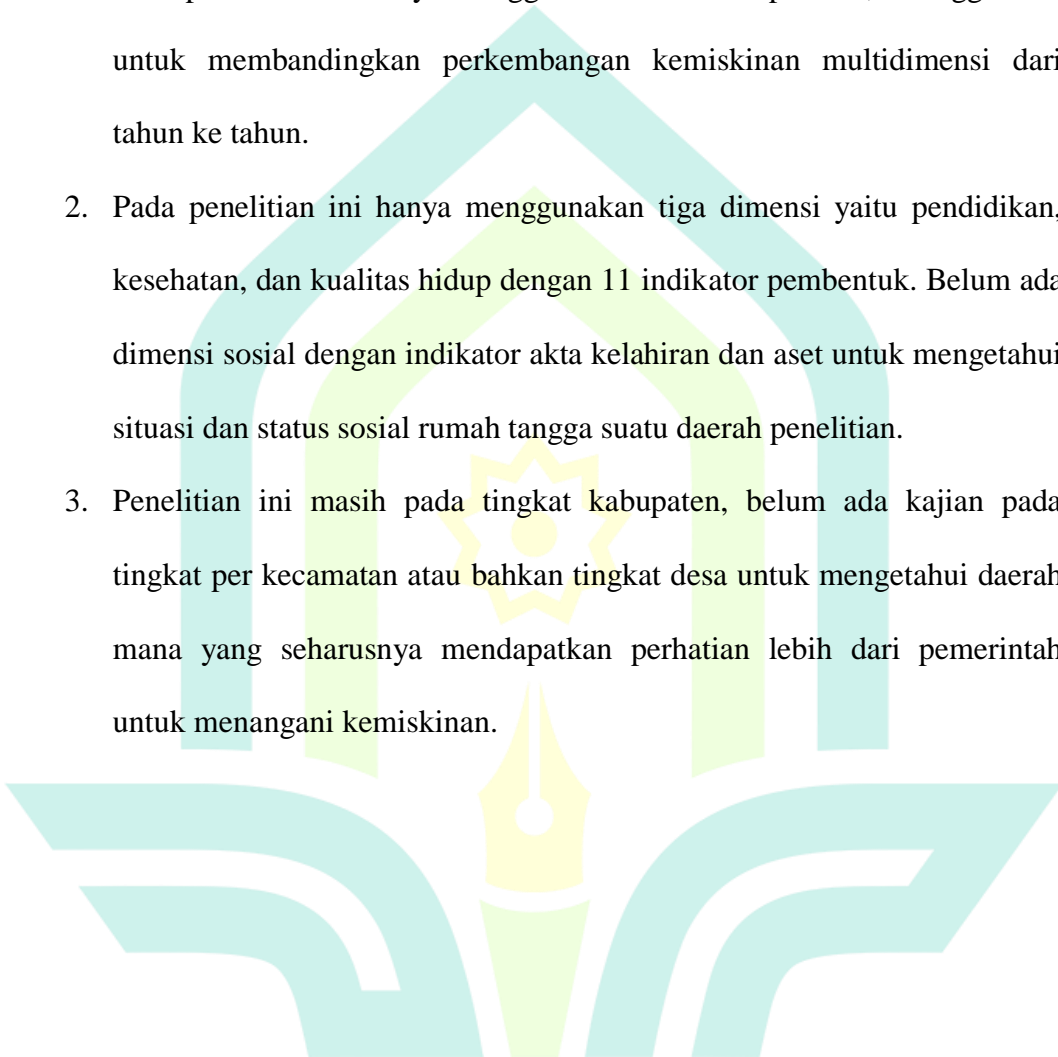 untuk membandingkan perkembangan kemiskinan multidimensi dari
tahun ke tahun.
2. Pada penelitian ini hanya menggunakan tiga dimensi yaitu pendidikan,
kesehatan, dan kualitas hidup dengan 11 indikator pembentuk. Belum ada
dimensi sosial dengan indikator akta kelahiran dan aset untuk mengetahui
situasi dan status sosial rumah tangga suatu daerah penelitian.
3. Penelitian ini masih pada tingkat kabupaten, belum ada kajian pada
tingkat per kecamatan atau bahkan tingkat desa untuk mengetahui daerah
mana yang seharusnya mendapatkan perhatian lebih dari pemerintah
untuk menangani kemiskinan.